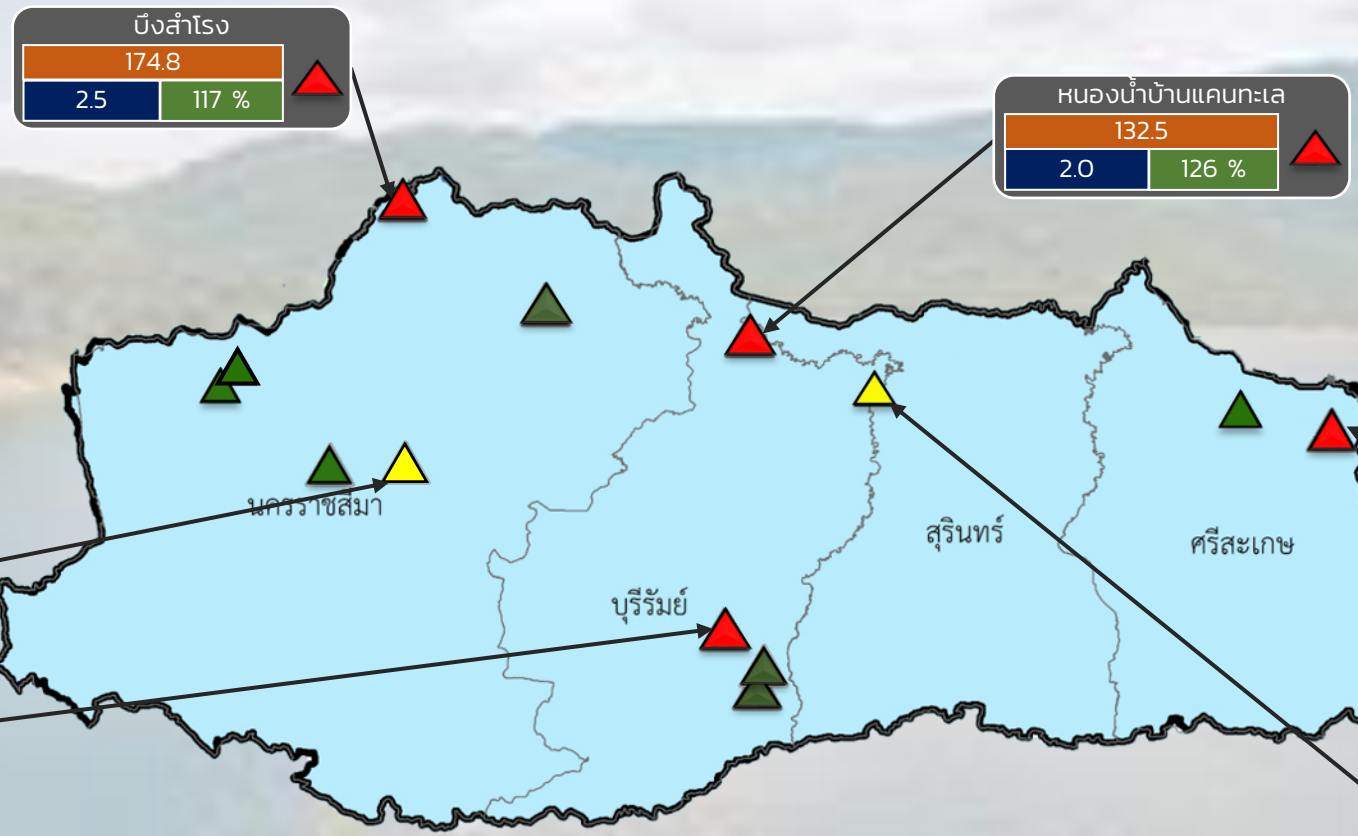 บึงสำโรง
174.8
2.5 117 %
หนองน้ำบ้านแคนทะเล
132.5
2.0 126 %
นครราชสีมา
สุรินทร์
ศรีสะเกษ
บุรีรัมย์